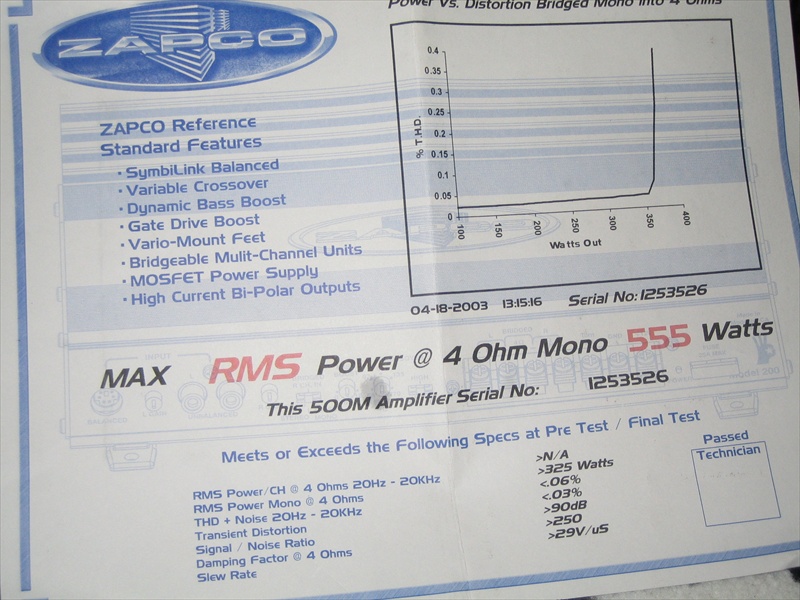 ZAPCO
Power Vs. Distortion Bridged Mono into 4 Ohms
0.4
0.35
0.3
0.25
0.2
0.15
0.1
0.05
0
% T.H.D.
100
150
200
250
300
350
400
Watts Out
ZAPCO Reference
Standard Features
• SymbiLink Balanced
• Variable Crossover
• Dynamic Bass Boost
• Gate Drive Boost
• Vario-Mount Feet
• Bridgeable Mulit-Channel Units
• MOSFET Power Supply
• High Current Bi-Polar Outputs
04-18-2003 13:15:16 Serial No: 1253526
INPUT
BALANCED
MAX RMS Power @ 4 Ohm Mono 555 Watts
This 500M Amplifier Serial No: 1253526
Meets or Exceeds the Following Specs at Pre Test / Final Test
RMS Power/CH @ 4 Ohms 20Hz - 20KHz >N/A
RMS Power Mono @ 4 Ohms >325 Watts
THD + Noise 20Hz - 20KHz <.06%
Transient Distortion <.03%
Signal / Noise Ratio >90dB
Damping Factor @ 4 Ohms >250
Slew Rate >29V/uS
Passed
Technician